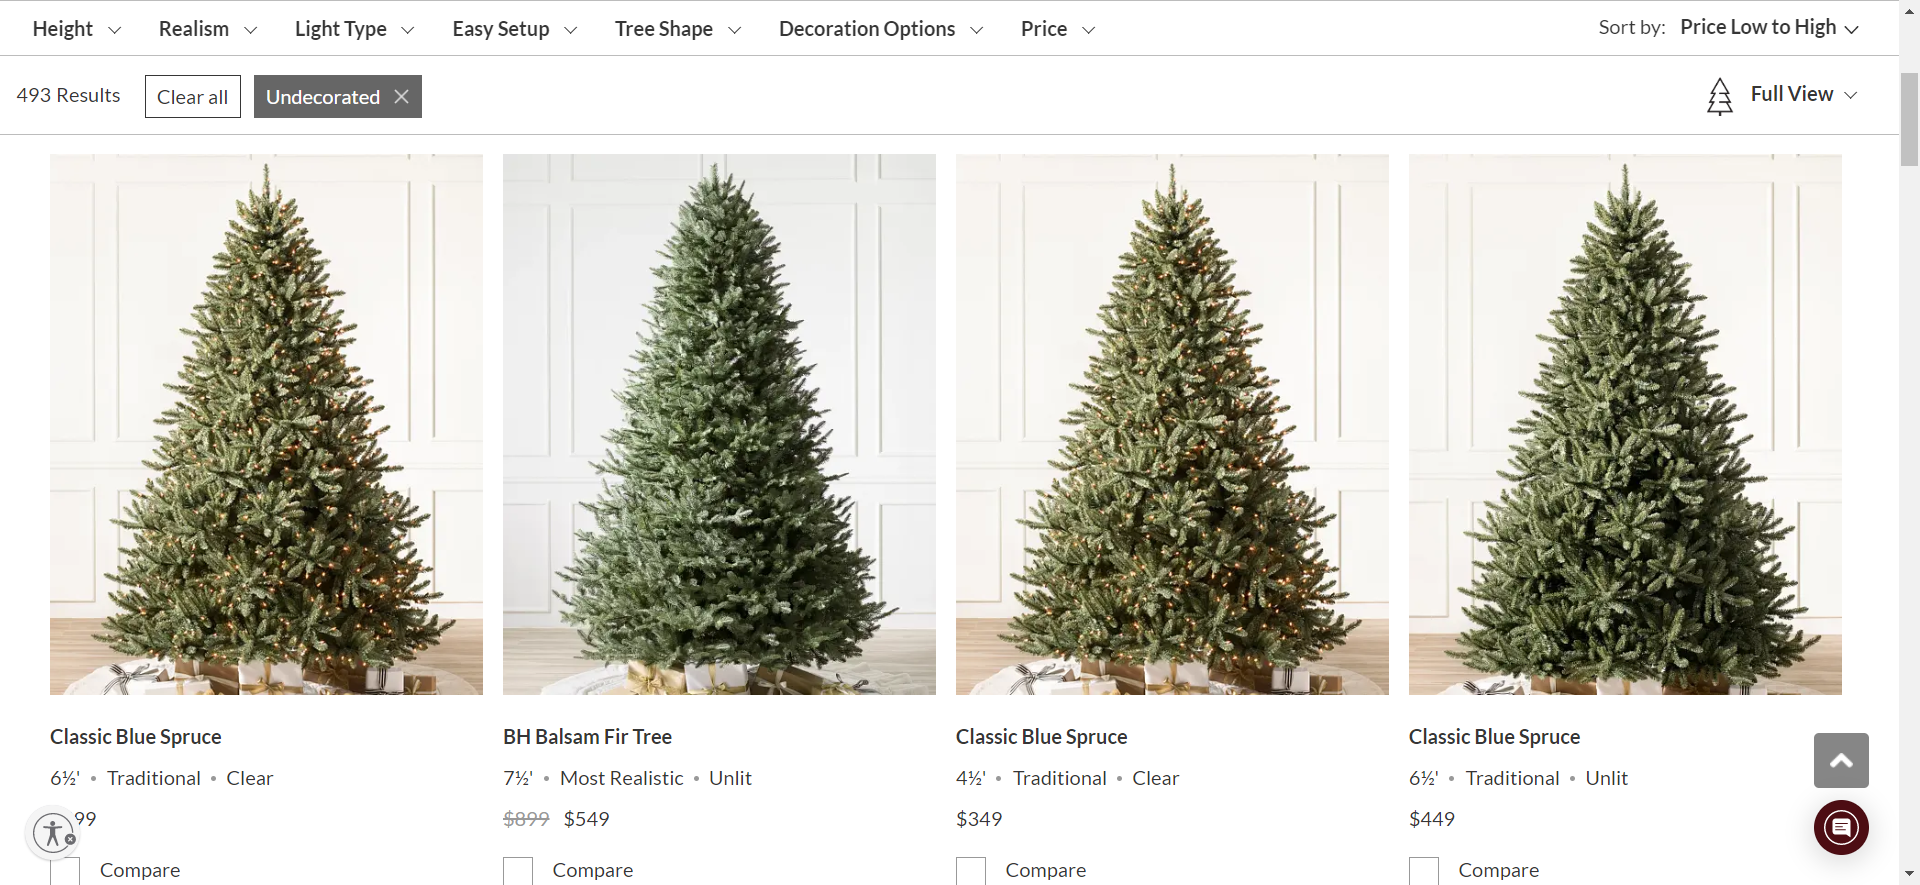 Height Realism Light Type Easy Setup Tree Shape Decoration Options Price Sort by: Price Low to High
493 Results Clear all Undecorated Full View
Classic Blue Spruce
6½' • Traditional • Clear
99
Compare
BH Balsam Fir Tree
7½' • Most Realistic • Unlit
$899 $549
Compare
Classic Blue Spruce
4½' • Traditional • Clear
$349
Compare
Classic Blue Spruce
6½' • Traditional • Unlit
$449
Compare